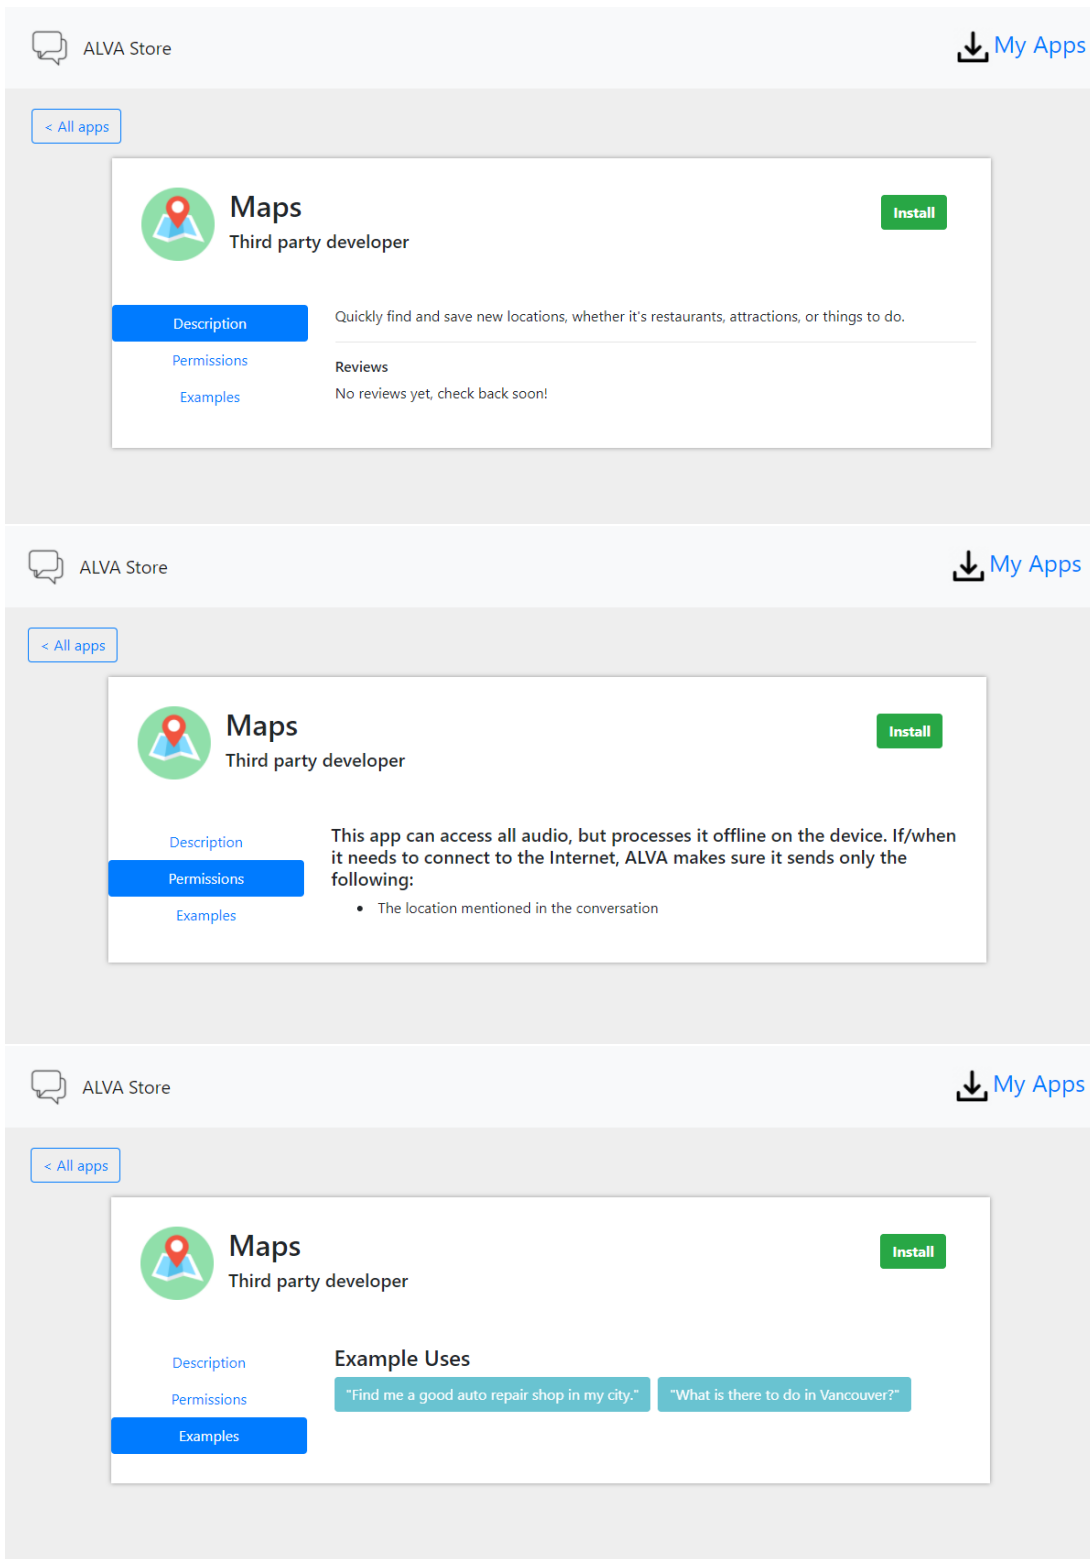 ALVA Store
My Apps
< All apps
Maps
Third party developer
Install
Description
Permissions
Examples
Quickly find and save new locations, whether it's restaurants, attractions, or things to do.
Reviews
No reviews yet, check back soon!
ALVA Store
My Apps
< All apps
Maps
Third party developer
Install
Description
Permissions
Examples
This app can access all audio, but processes it offline on the device. If/when
it needs to connect to the Internet, ALVA makes sure it sends only the
following:
• The location mentioned in the conversation
ALVA Store
My Apps
< All apps
Maps
Third party developer
Install
Description
Permissions
Examples
Example Uses
"Find me a good auto repair shop in my city."
"What is there to do in Vancouver?"